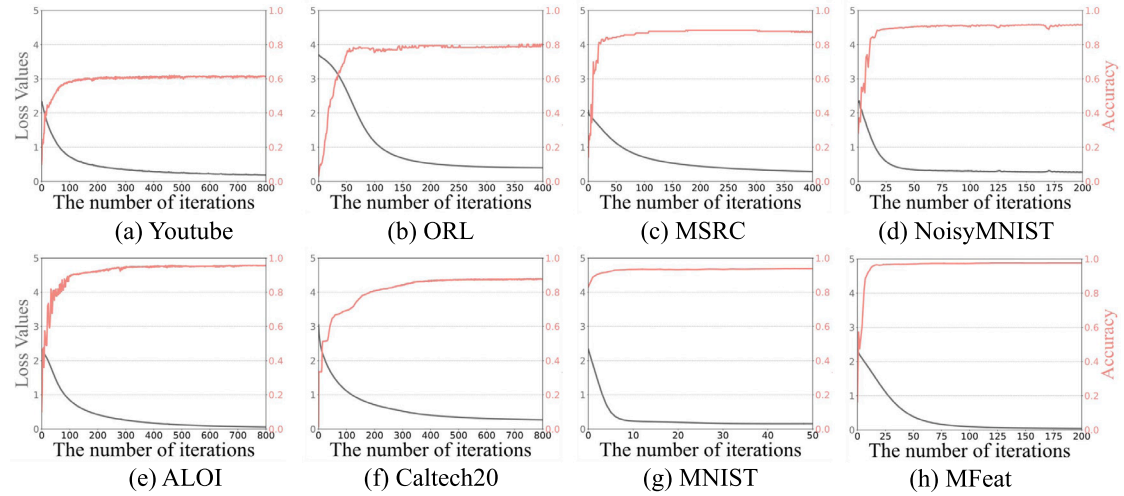 5 1.0 5 1.0 5 1.0 5 1.0
4 0.8 4 0.8 4 0.8 4 0.8
3 0.6 3 0.6 3 0.6 3 0.6
2 0.4 2 0.4 2 0.4 2 0.4
1 0.2 1 0.2 1 0.2 1 0.2
0 0.0 0 0.0 0 0.0 0 0.0
Loss Values
Accuracy
0 100 200 300 400 500 600 700 800
0 50 100 150 200 250 300 350 400
0 50 100 150 200 250 300 350 400
0 25 50 75 100 125 150 175 200
The number of iterations The number of iterations The number of iterations The number of iterations
(a) Youtube (b) ORL (c) MSRC (d) NoisyMNIST
5 1.0 5 1.0 5 1.0 5 1.0
4 0.8 4 0.8 4 0.8 4 0.8
3 0.6 3 0.6 3 0.6 3 0.6
2 0.4 2 0.4 2 0.4 2 0.4
1 0.2 1 0.2 1 0.2 1 0.2
0 0.0 0 0.0 0 0.0 0 0.0
Loss Values
Accuracy
0 100 200 300 400 500 600 700 800
0 100 200 300 400 500 600 700 800
0 10 20 30 40 50
0 25 50 75 100 125 150 175 200
The number of iterations The number of iterations The number of iterations The number of iterations
(e) ALOI (f) Caltech20 (g) MNIST (h) MFeat